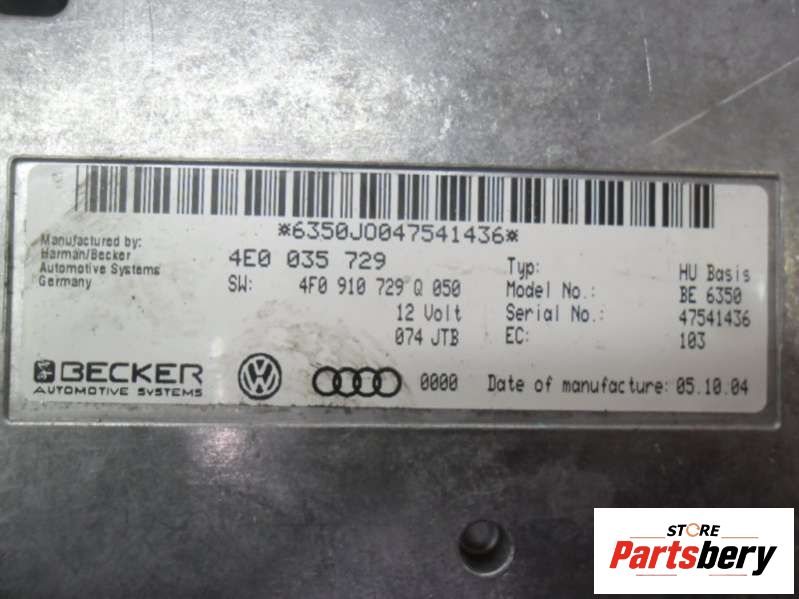 *6350J0047541436*
Manufactured by:
Harman/Becker
Automotive Systems
Germany
4E0 035 729
SW: 4F0 910 729 Q 050
12 Volt
074 JTB
Typ: HU Basis
Model No.: BE 6350
Serial No.: 47541436
EC: 103
BECKER
AUTOMOTIVE SYSTEMS
0000 Date of manufacture: 05.10.04
STORE
Partsbery